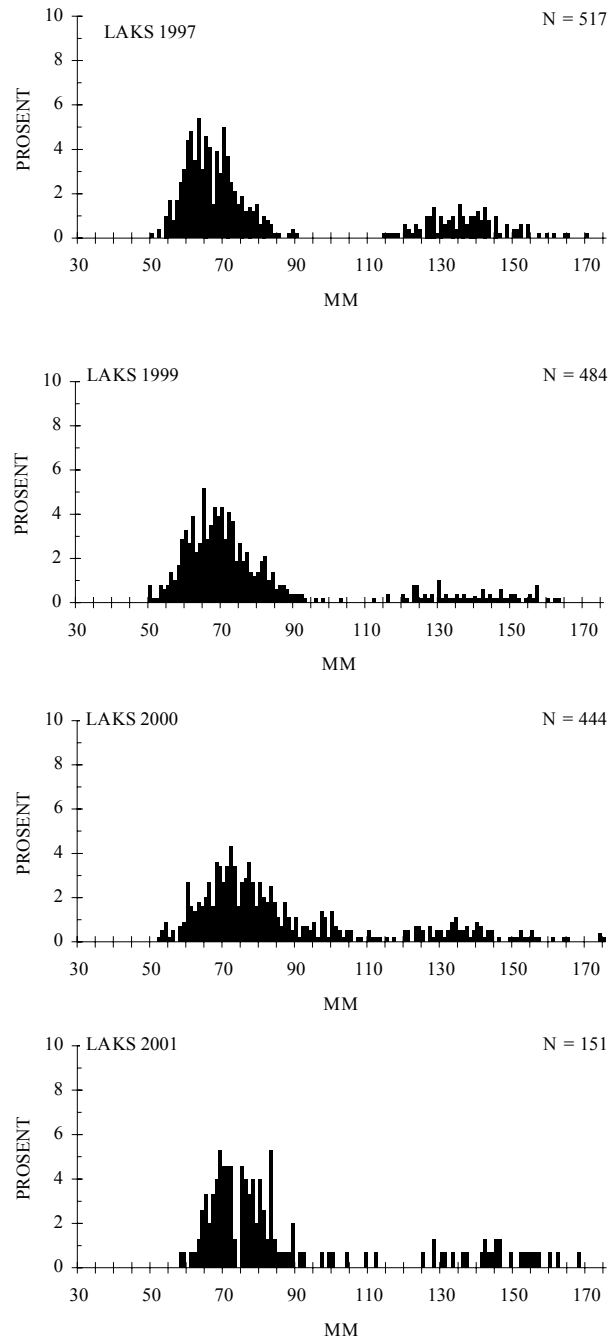 LAKS 1997
N = 517
PROSENT
10
8
6
4
2
0
30 50 70 90 110 130 150 170
MM
LAKS 1999
N = 484
PROSENT
10
8
6
4
2
0
30 50 70 90 110 130 150 170
MM
LAKS 2000
N = 444
PROSENT
10
8
6
4
2
0
30 50 70 90 110 130 150 170
MM
LAKS 2001
N = 151
PROSENT
10
8
6
4
2
0
30 50 70 90 110 130 150 170
MM